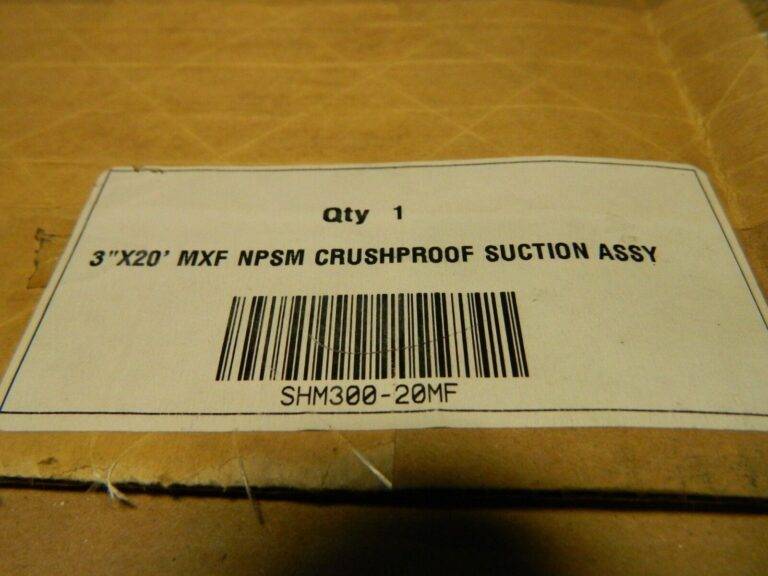 Qty 1
3"X20' MXF NPSM CRUSHPROOF SUCTION ASSY
SHM300-20MF